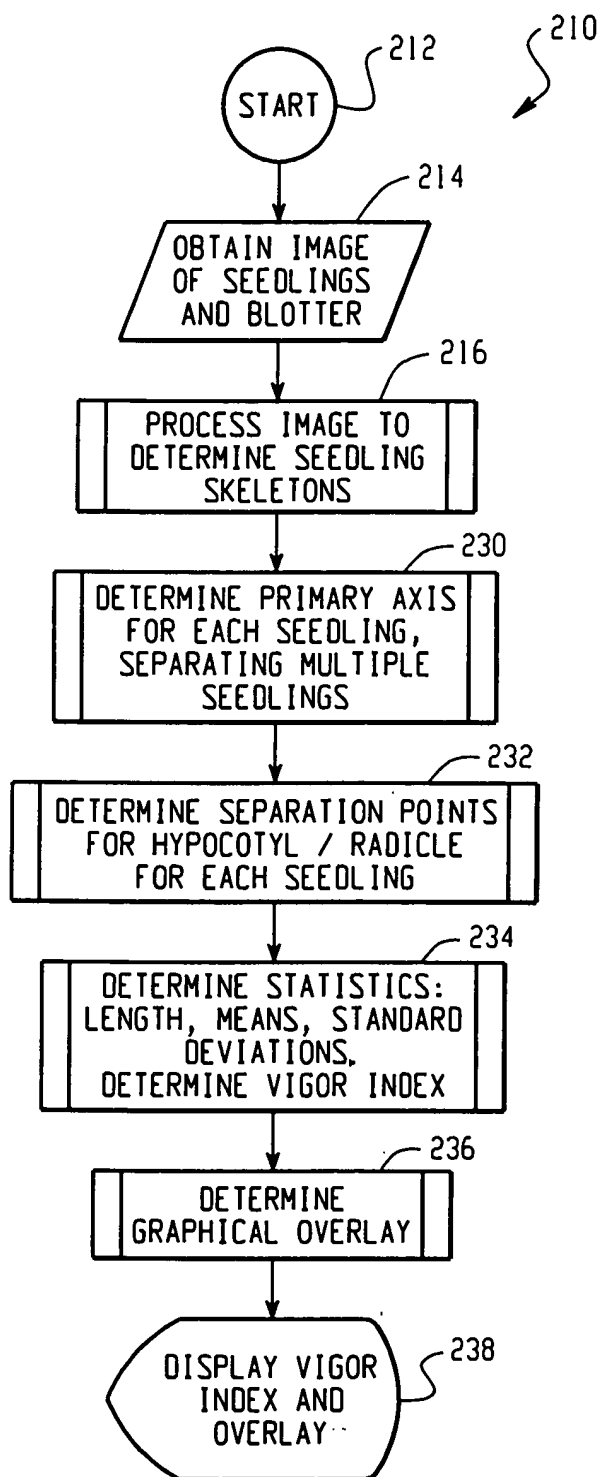 210
212
START
214
OBTAIN IMAGE
OF SEEDLINGS
AND BLOTTER
216
PROCESS IMAGE TO
DETERMINE SEEDLING
SKELETONS
230
DETERMINE PRIMARY AXIS
FOR EACH SEEDLING,
SEPARATING MULTIPLE
SEEDLINGS
232
DETERMINE SEPARATION POINTS
FOR HYPOCOTYL / RADICLE
FOR EACH SEEDLING
234
DETERMINE STATISTICS:
LENGTH, MEANS, STANDARD
DEVIATIONS.
DETERMINE VIGOR INDEX
236
DETERMINE
GRAPHICAL OVERLAY
238
DISPLAY VIGOR
INDEX AND
OVERLAY